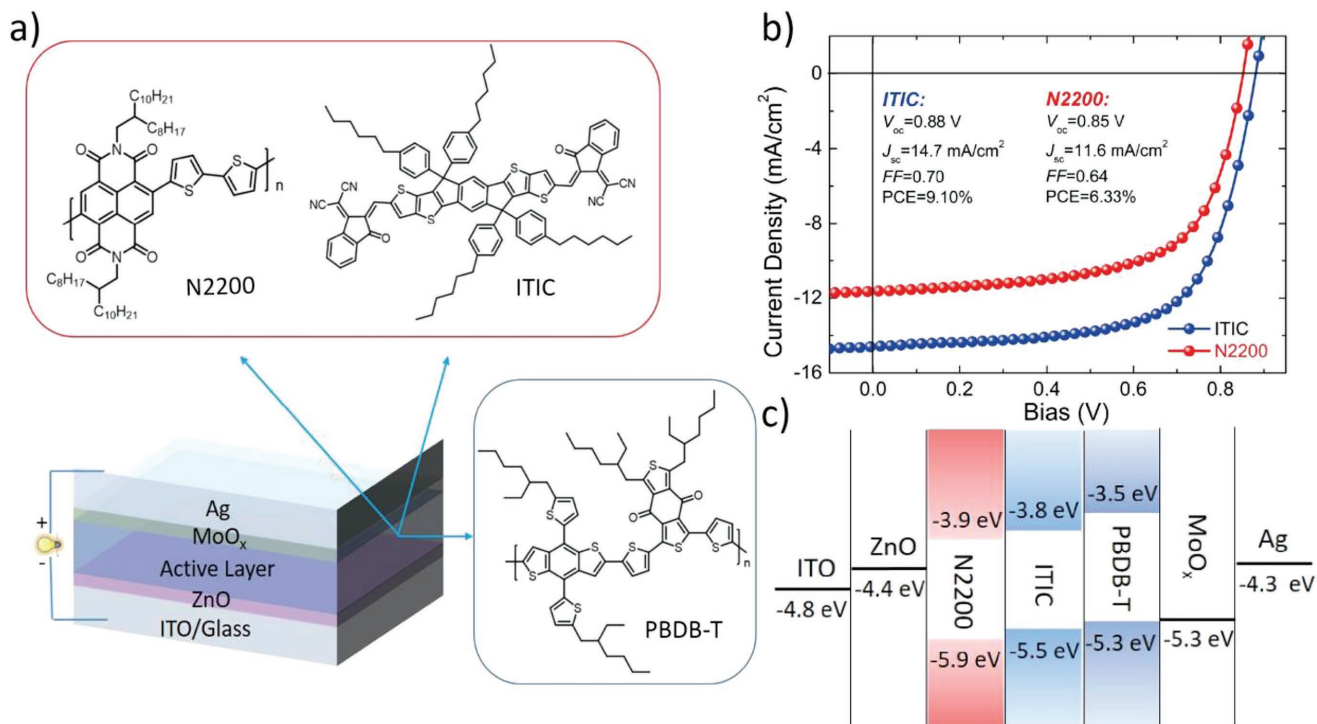 a)
C₁₀H₂₁
C₈H₁₇
O
N
O
S
S
n
O
N
O
C₈H₁₇
C₁₀H₂₁
N2200
NC
CN
O
S
S
S
S
O
CN
NC
ITIC
Ag
MoOₓ
Active Layer
ZnO
ITO/Glass
+
-
S
O
O
S
S
S
S
S
S
S
n
PBDB-T
b)
ITIC:
Vₒc=0.88 V
Jsc=14.7 mA/cm²
FF=0.70
PCE=9.10%
N2200:
Vₒc=0.85 V
Jsc=11.6 mA/cm²
FF=0.64
PCE=6.33%
Current Density (mA/cm²)
0
-4
-8
-12
-16
ITIC
N2200
0.0 0.2 0.4 0.6 0.8
Bias (V)
c)
ITO
-4.8 eV
ZnO
-4.4 eV
-3.9 eV
N2200
-5.9 eV
-3.8 eV
ITIC
-5.5 eV
-3.5 eV
PBDB-T
-5.3 eV
MoOₓ
-5.3 eV
Ag
-4.3 eV